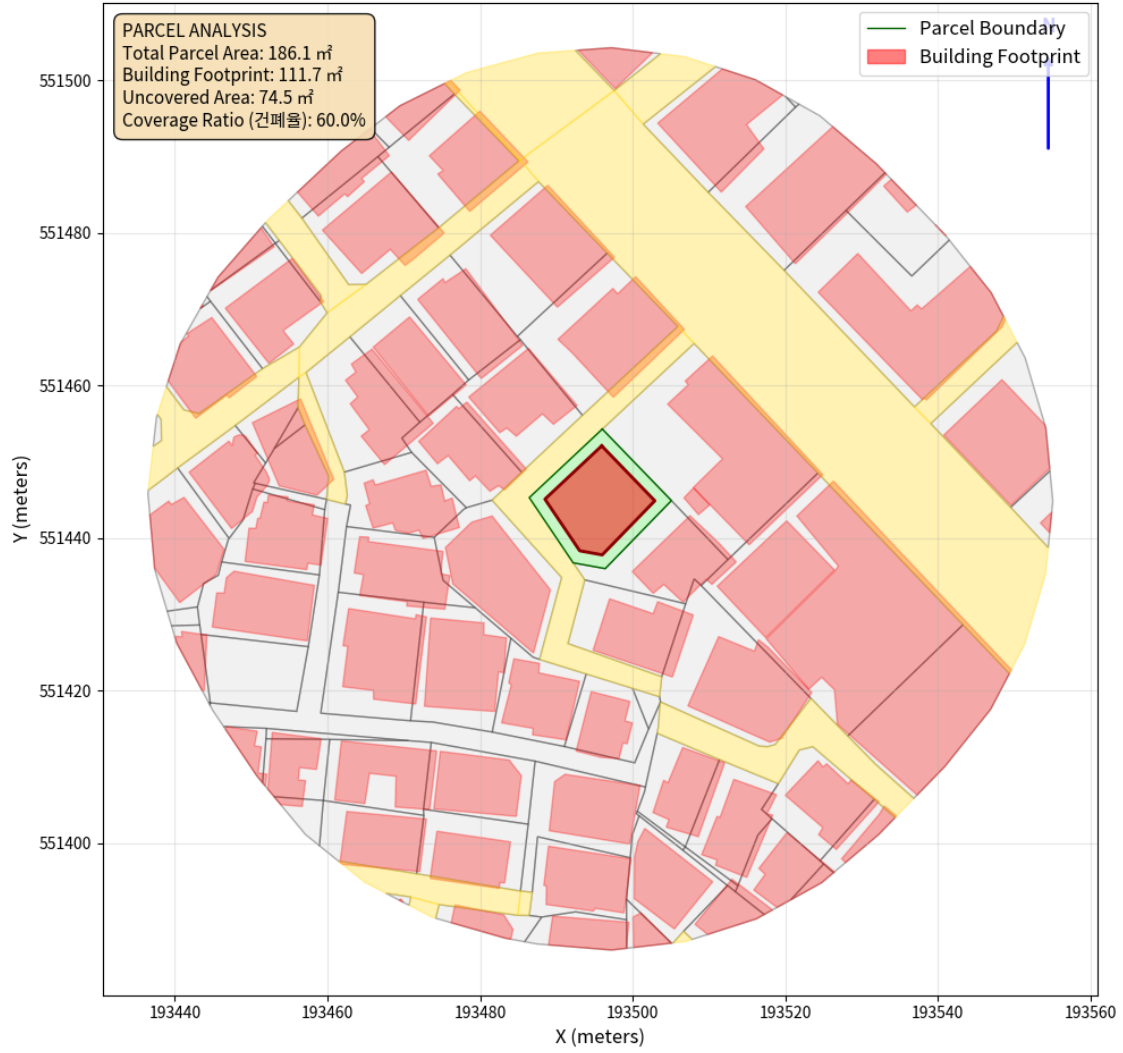 PARCEL ANALYSIS
Total Parcel Area: 186.1 ㎡
Building Footprint: 111.7 ㎡
Uncovered Area: 74.5 ㎡
Coverage Ratio (건폐율): 60.0%
Parcel Boundary
Building Footprint
N
551500
551480
551460
551440
551420
551400
Y (meters)
193440
193460
193480
193500
193520
193540
193560
X (meters)